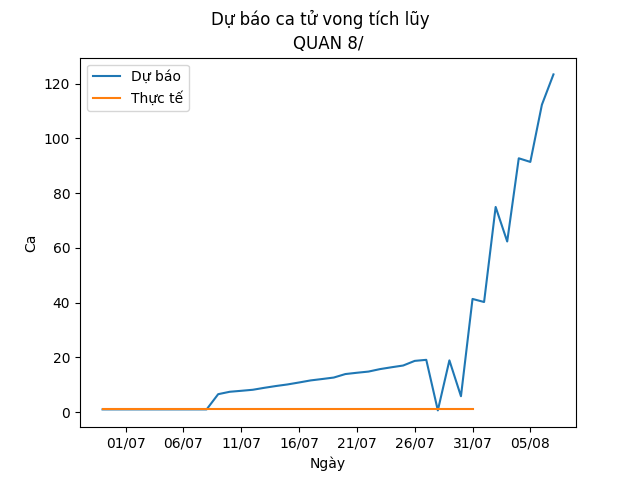 Dự báo ca tử vong tích lũy
QUAN 8/
Dự báo
Thực tế
120
100
80
60
40
20
0
Ca
01/07 06/07 11/07 16/07 21/07 26/07 31/07 05/08
Ngày